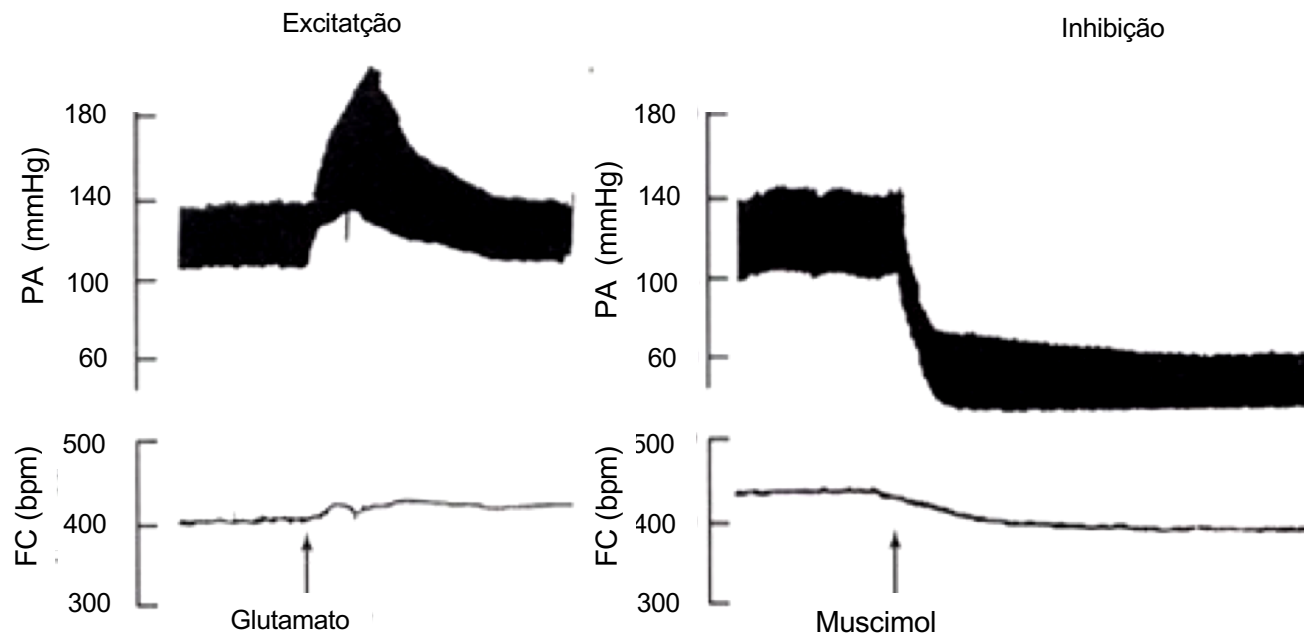 Excitatção
Inhibição
180
140
100
60
PA (mmHg)
180
140
100
60
PA (mmHg)
500
400
300
FC (bpm)
500
400
300
FC (bpm)
Glutamato
Muscimol